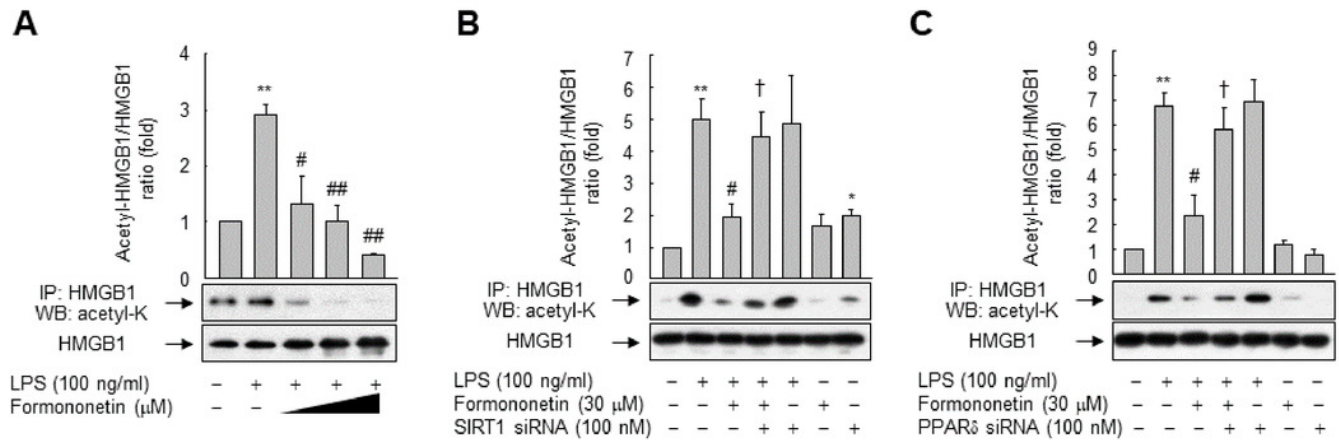 A
Acetyl-HMGB1/HMGB1
ratio (fold)
4
3
2
1
0
**
#
##
##
IP: HMGB1
WB: acetyl-K
HMGB1
LPS (100 ng/ml) – + + + +
Formononetin (μM) – –
B
Acetyl-HMGB1/HMGB1
ratio (fold)
8
7
6
5
4
3
2
1
0
**
#
†
*
IP: HMGB1
WB: acetyl-K
HMGB1
LPS (100 ng/ml) – + + + + – –
Formononetin (30 μM) – – + + – + –
SIRT1 siRNA (100 nM) – – – + + – +
C
Acetyl-HMGB1/HMGB1
ratio (fold)
9
8
7
6
5
4
3
2
1
0
**
#
†
IP: HMGB1
WB: acetyl-K
HMGB1
LPS (100 ng/ml) – + + + + – –
Formononetin (30 μM) – – + + – + –
PPARδ siRNA (100 nM) – – – + + – +